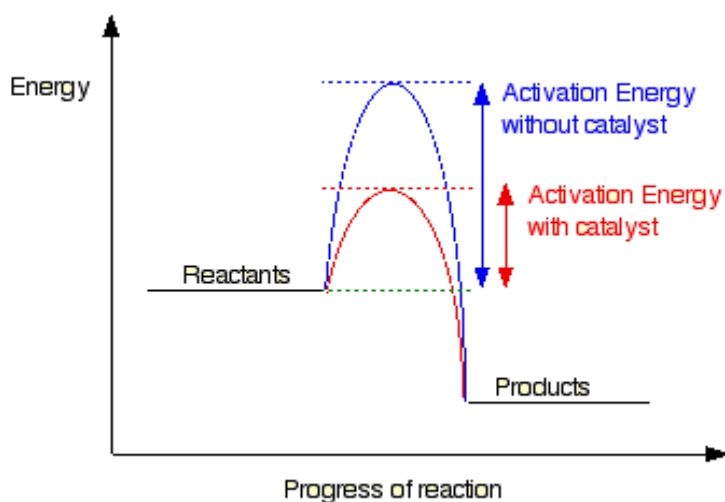 Energy
Activation Energy
without catalyst
Activation Energy
with catalyst
Reactants
Products
Progress of reaction